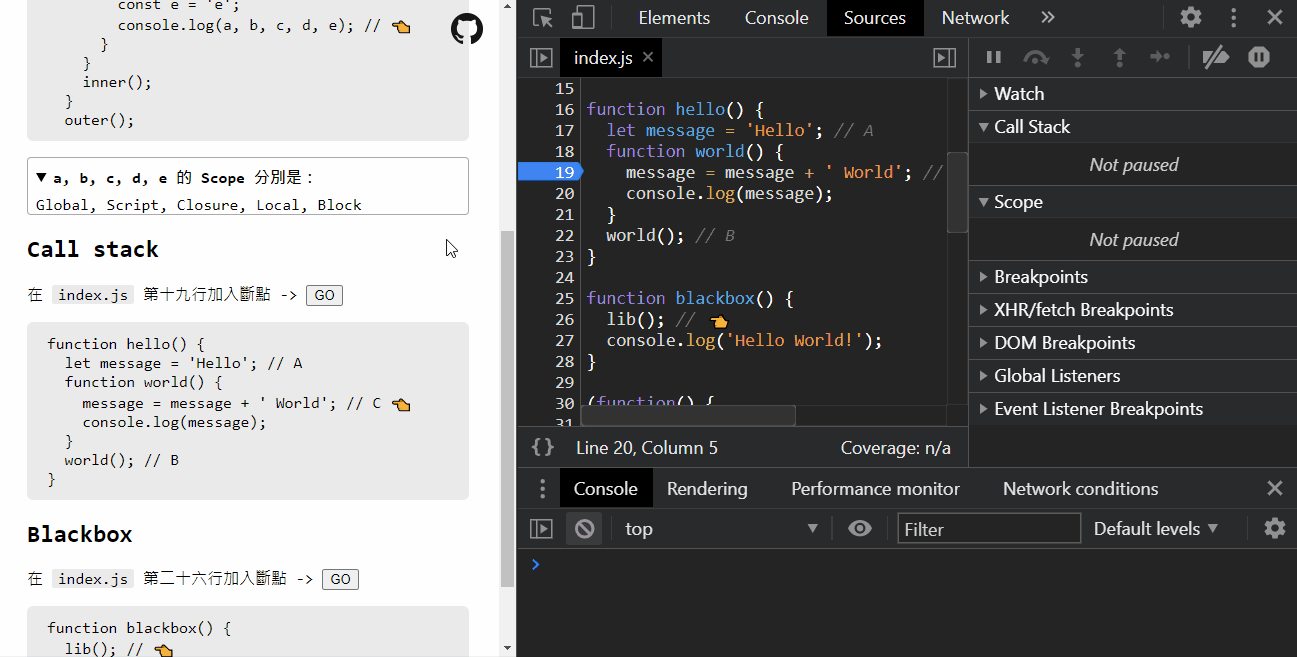 const e = 'e';
console.log(a, b, c, d, e); // 👈
}
}
inner();
}
outer();
▼ a, b, c, d, e 的 Scope 分別是：
Global, Script, Closure, Local, Block
Call stack
在 index.js 第十九行加入斷點 -> GO
function hello() {
let message = 'Hello'; // A
function world() {
message = message + ' World'; // C 👈
console.log(message);
}
world(); // B
}
Blackbox
在 index.js 第二十六行加入斷點 -> GO
function blackbox() {
lib(); // 👈
Elements Console Sources Network »
index.js ×
15
16 function hello() {
17 let message = 'Hello'; // A
18 function world() {
19 message = message + ' World'; //
20 console.log(message);
21 }
22 world(); // B
23 }
24
25 function blackbox() {
26 lib(); // 👈
27 console.log('Hello World!');
28 }
29
30 (function() {
31
{} Line 20, Column 5 Coverage: n/a
Watch
Call Stack
Not paused
Scope
Not paused
Breakpoints
XHR/fetch Breakpoints
DOM Breakpoints
Global Listeners
Event Listener Breakpoints
Console Rendering Performance monitor Network conditions
top Filter Default levels